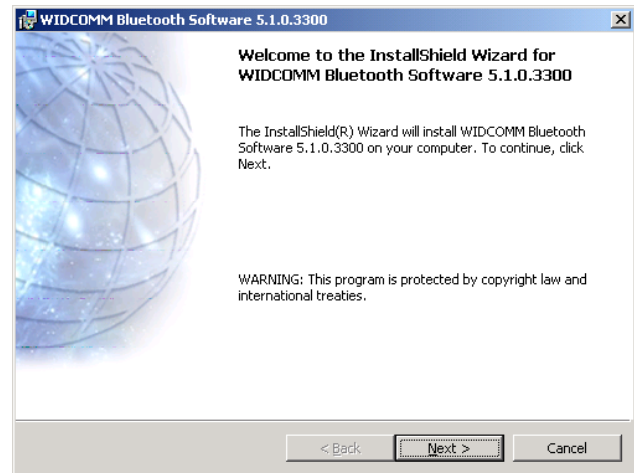 WIDCOMM Bluetooth Software 5.1.0.3300
Welcome to the InstallShield Wizard for
WIDCOMM Bluetooth Software 5.1.0.3300
The InstallShield(R) Wizard will install WIDCOMM Bluetooth
Software 5.1.0.3300 on your computer. To continue, click
Next.
WARNING: This program is protected by copyright law and
international treaties.
< Back
Next >
Cancel